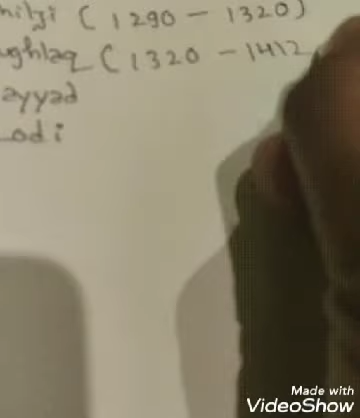 hilji (1290 - 1320)
ughlaq (1320 - 1412
ayyad
odi
Made with
VideoShow